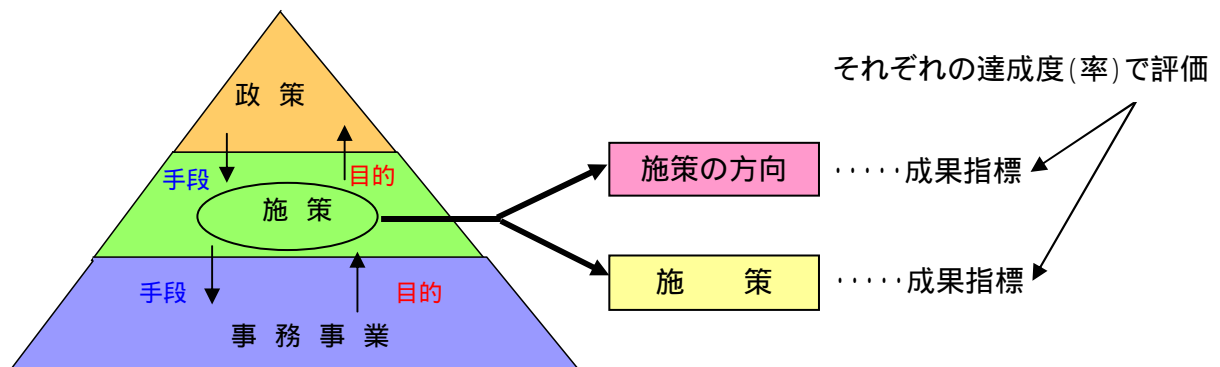 それぞれの達成度(率)で評価
政 策
手段
目的
施 策
施策の方向
・・・・・成果指標
施 策
・・・・・成果指標
手段
目的
事 務 事 業